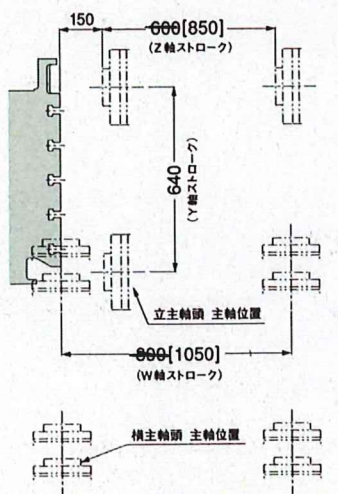 150
600[850]
(Z軸ストローク)
640
(Y軸ストローク)
立主軸頭 主軸位置
800[1050]
(W軸ストローク)
横主軸頭 主軸位置